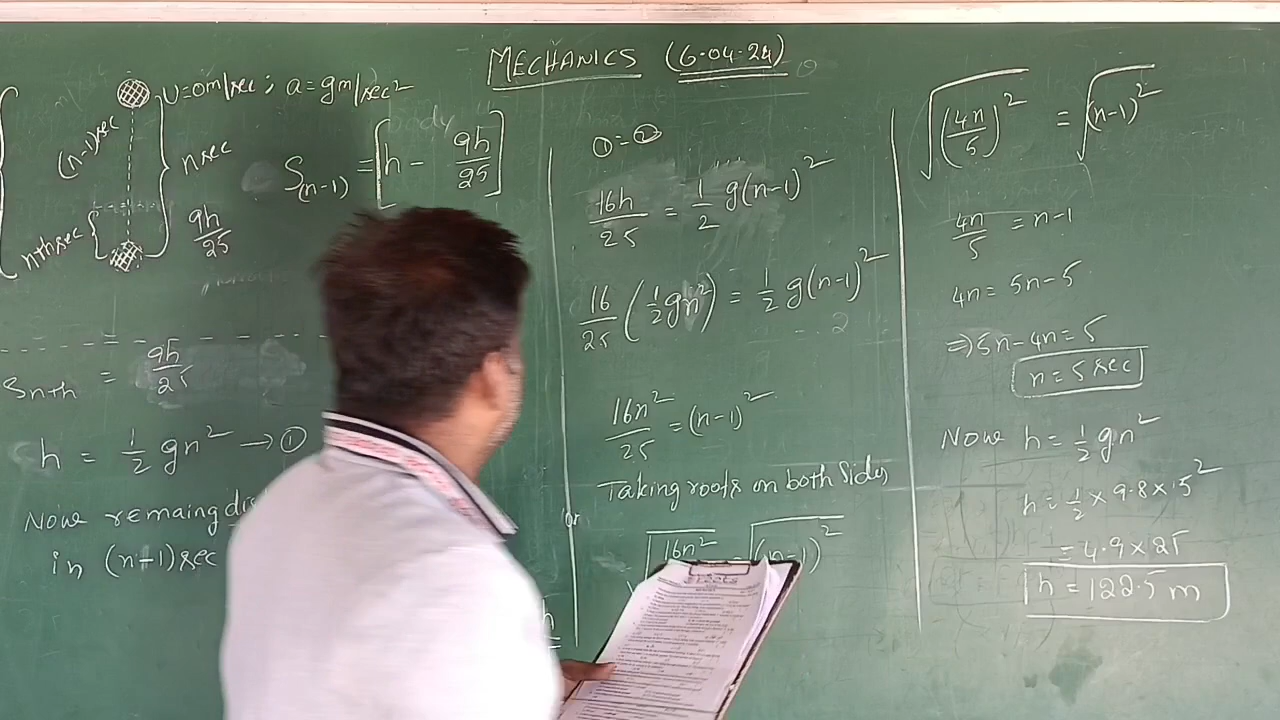 MECHANICS (6.04.24)
U=0m/sec ; a=gm/sec²
(n-1)sec
n sec
nth sec
9h/25
Snth = 9h/25
h = 1/2 gn² → ①
Now remaing
in (n-1)sec
S(n-1) = [h - 9h/25]
h
①=②
16h/25 = 1/2 g(n-1)²
16/25 (1/2 gn²) = 1/2 g(n-1)²
16n²/25 = (n-1)²
Taking roots on both Sides
√16n² = √(n-1)²
√(4n/5)² = √(n-1)²
4n/5 = n-1
4n = 5n-5
⇒5n-4n=5
n=5 sec
Now h=1/2 gn²
h=1/2 × 9.8 × 5²
=4.9×25
h = 122.5 m